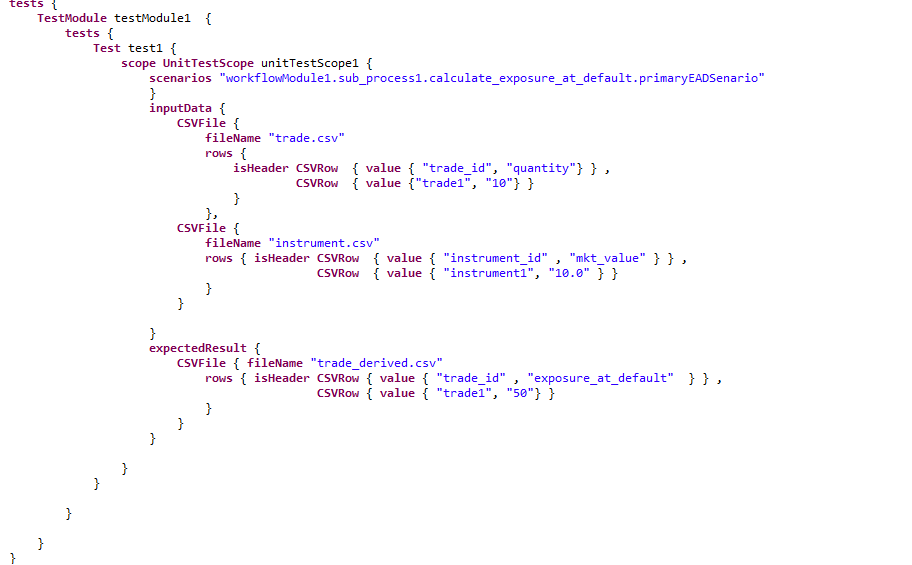 tests {
TestModule testModule1 {
tests {
Test test1 {
scope UnitTestScope unitTestScope1 {
scenarios "workflowModule1.sub_process1.calculate_exposure_at_default.primaryEADSenario"
}
inputData {
CSVFile {
fileName "trade.csv"
rows {
isHeader CSVRow { value { "trade_id", "quantity"} } ,
CSVRow { value {"trade1", "10"} }
}
},
CSVFile {
fileName "instrument.csv"
rows { isHeader CSVRow { value { "instrument_id" , "mkt_value" } } ,
CSVRow { value { "instrument1", "10.0" } }
}
}
}
expectedResult {
CSVFile { fileName "trade_derived.csv"
rows { isHeader CSVRow { value { "trade_id" , "exposure_at_default" } } ,
CSVRow { value { "trade1", "50"} }
}
}
}
}
}
}
}
}